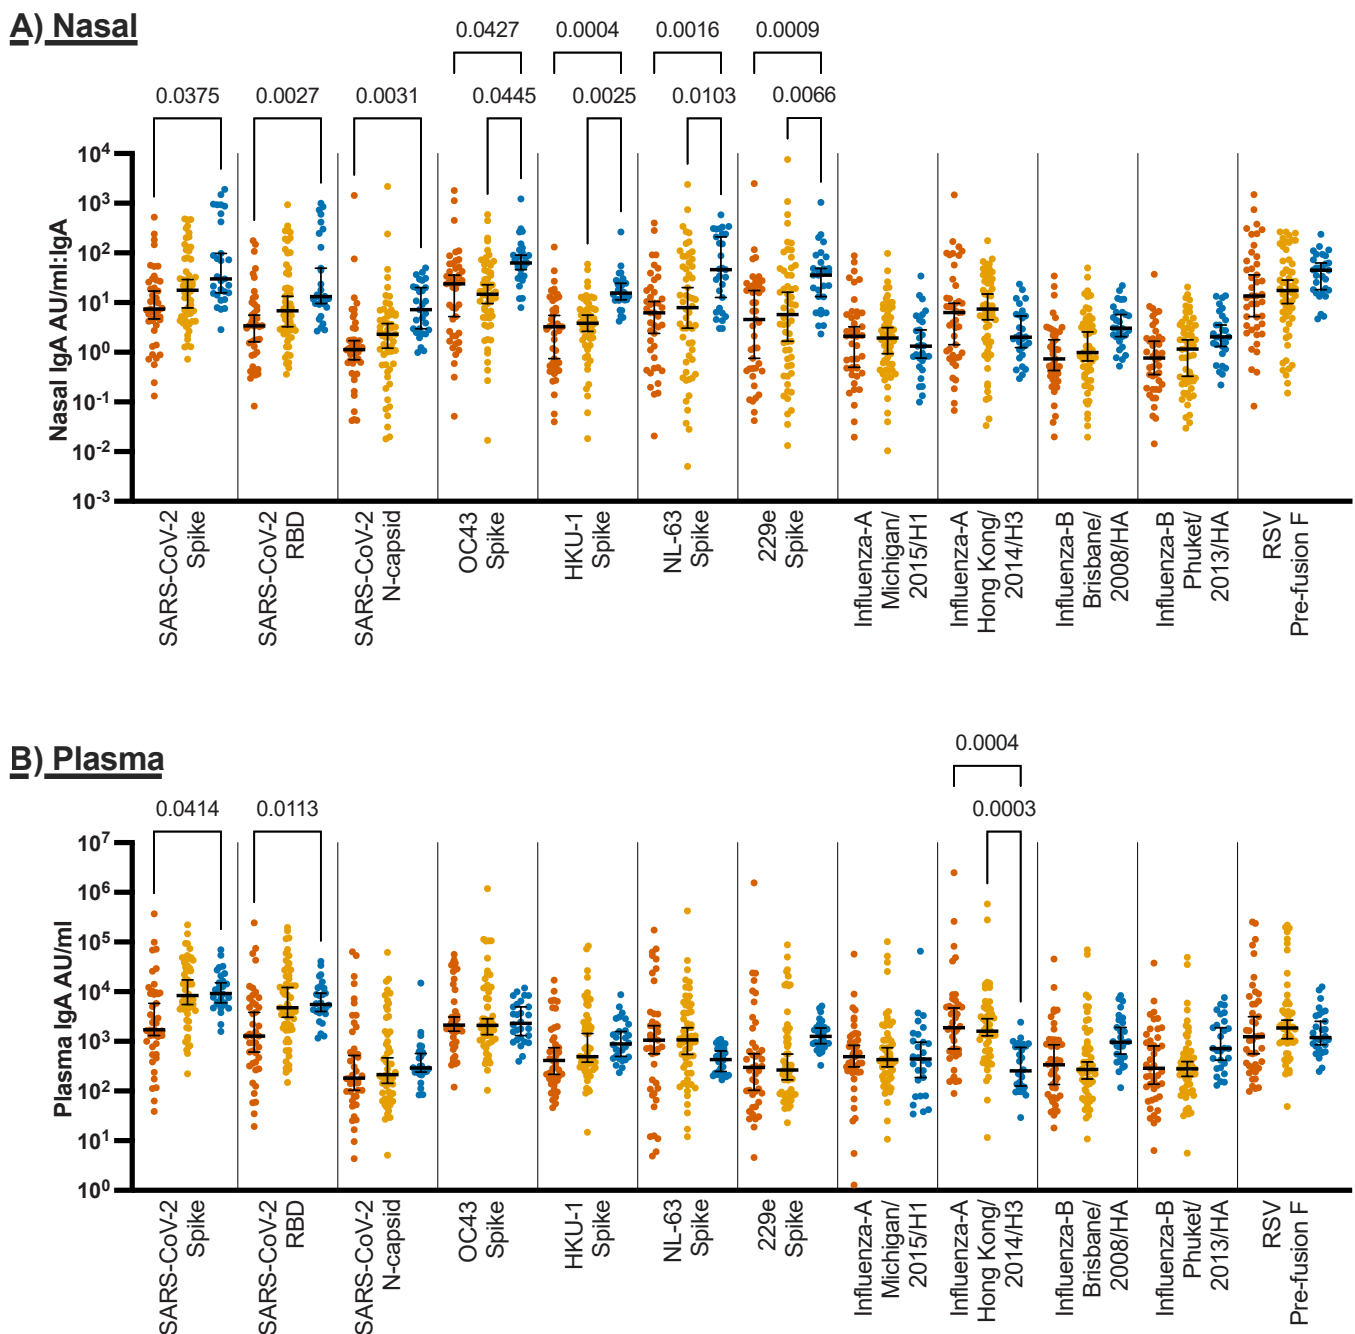 A) Nasal
0.0427 0.0004 0.0016 0.0009
0.0375 0.0027 0.0031 0.0445 0.0025 0.0103 0.0066
Nasal IgA AU/ml:IgA
10^4
10^3
10^2
10^1
10^0
10^-1
10^-2
10^-3
SARS-CoV-2
Spike
SARS-CoV-2
RBD
SARS-CoV-2
N-capsid
OC43
Spike
HKU-1
Spike
NL-63
Spike
229e
Spike
Influenza-A
Michigan/
2015/H1
Influenza-A
Hong Kong/
2014/H3
Influenza-B
Brisbane/
2008/HA
Influenza-B
Phuket/
2013/HA
RSV
Pre-fusion F
B) Plasma
0.0004
0.0414 0.0113 0.0003
Plasma IgA AU/ml
10^7
10^6
10^5
10^4
10^3
10^2
10^1
10^0
SARS-CoV-2
Spike
SARS-CoV-2
RBD
SARS-CoV-2
N-capsid
OC43
Spike
HKU-1
Spike
NL-63
Spike
229e
Spike
Influenza-A
Michigan/
2015/H1
Influenza-A
Hong Kong/
2014/H3
Influenza-B
Brisbane/
2008/HA
Influenza-B
Phuket/
2013/HA
RSV
Pre-fusion F